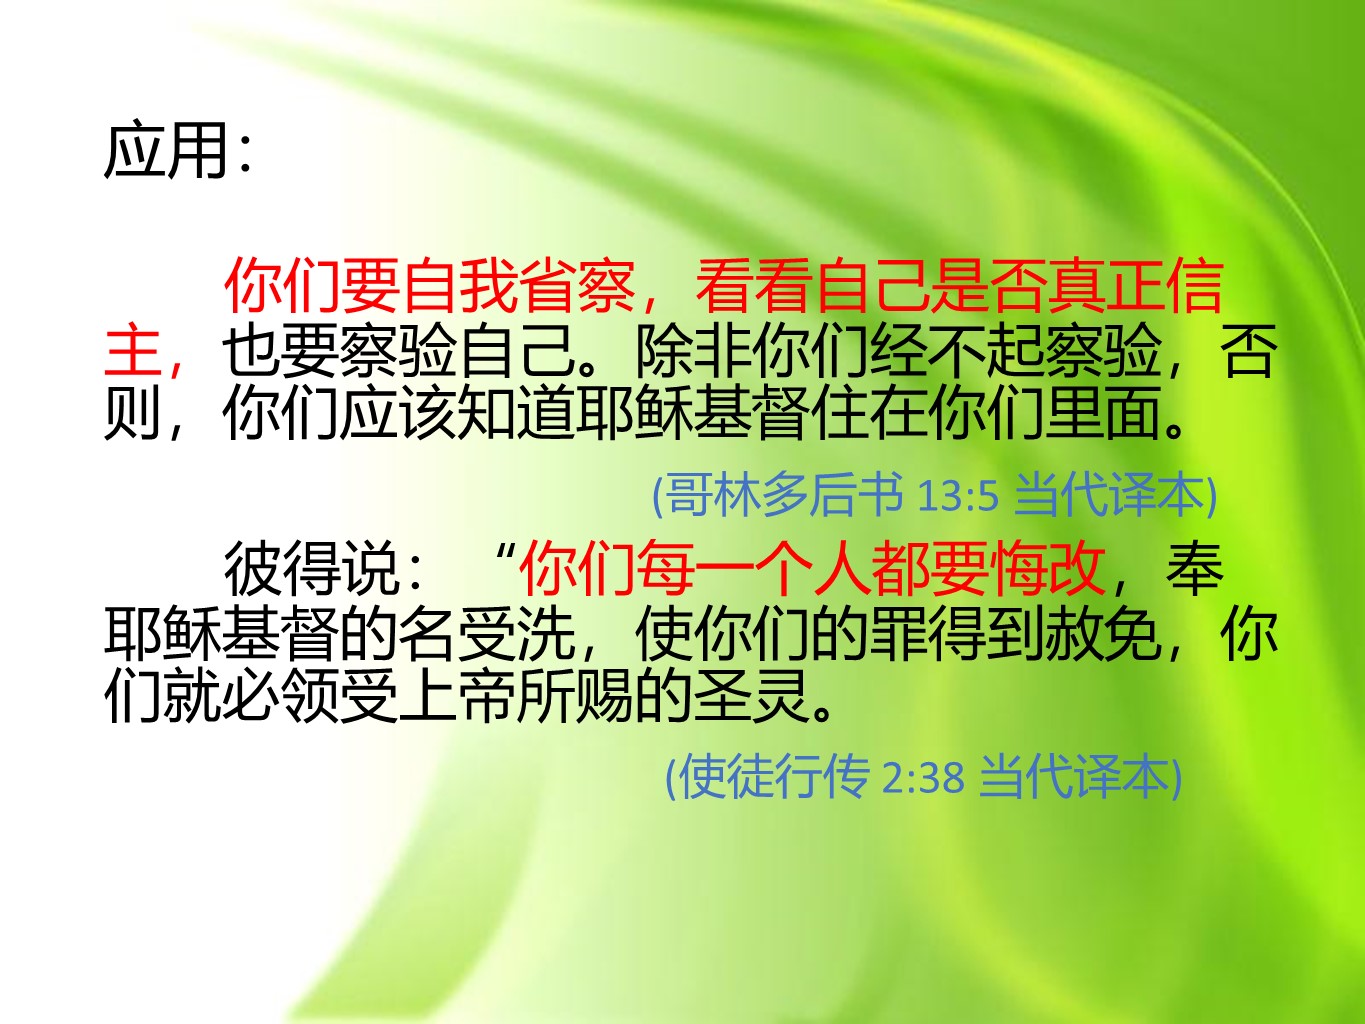 应用：
你们要自我省察，看看自己是否真正信
主，也要察验自己。除非你们经不起察验，否
则，你们应该知道耶稣基督住在你们里面。
(哥林多后书 13:5 当代译本)
彼得说：“你们每一个人都要悔改，奉
耶稣基督的名受洗，使你们的罪得到赦免，你
们就必领受上帝所赐的圣灵。
(使徒行传 2:38 当代译本)